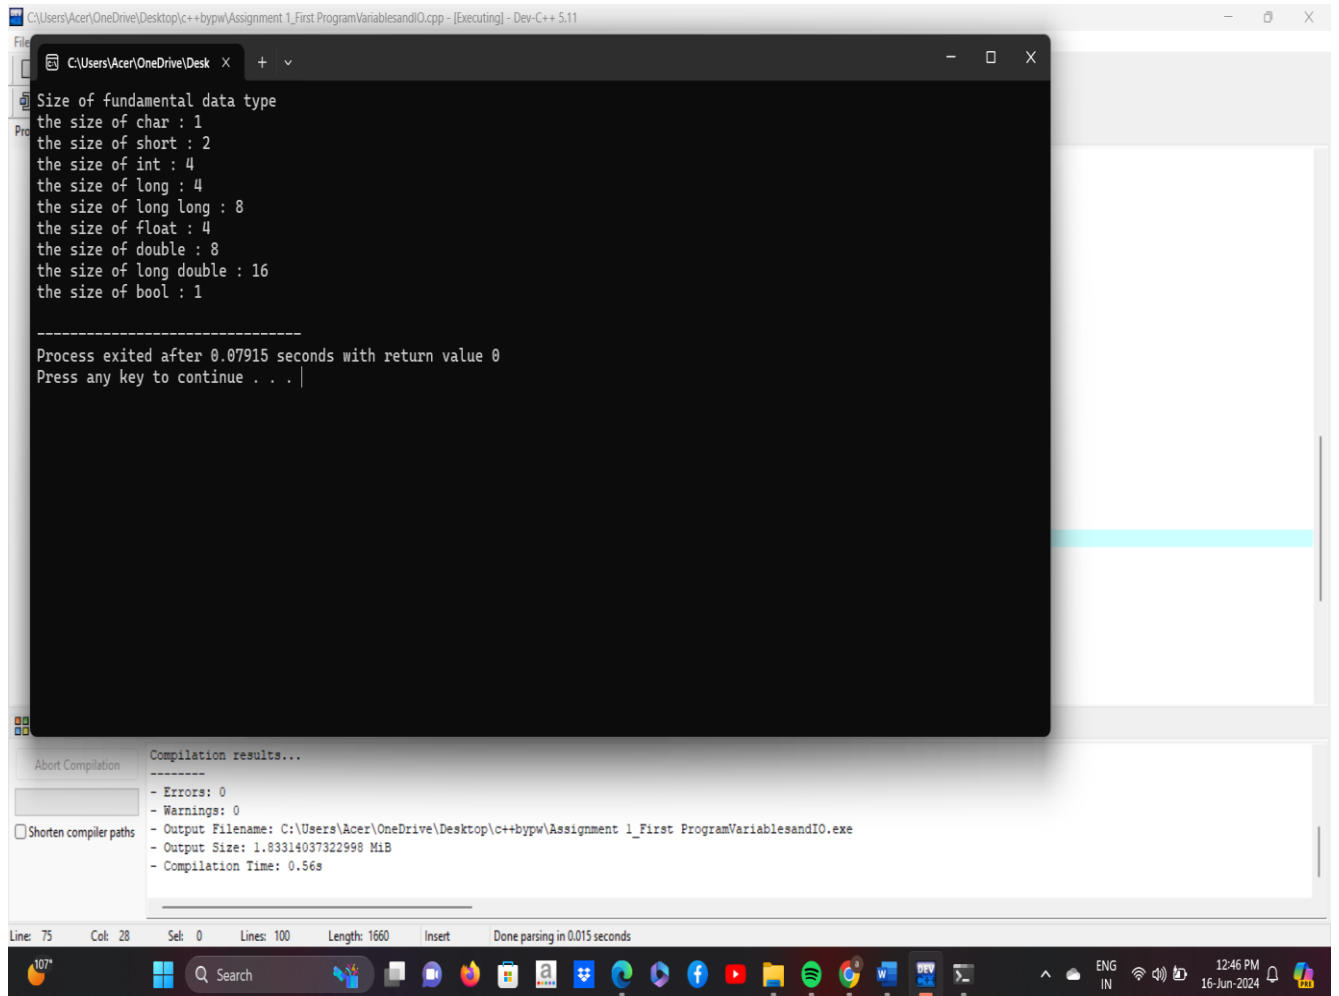 C:\Users\Acer\OneDrive\Desktop\c++bypw\Assignment 1_First ProgramVariablesandIO.cpp - [Executing] - Dev-C++ 5.11
File
C:\Users\Acer\OneDrive\Desk
Size of fundamental data type
the size of char : 1
the size of short : 2
the size of int : 4
the size of long : 4
the size of long long : 8
the size of float : 4
the size of double : 8
the size of long double : 16
the size of bool : 1
--------------------------------
Process exited after 0.07915 seconds with return value 0
Press any key to continue . . .
Pro
Abort Compilation
Shorten compiler paths
Compilation results...
--------
- Errors: 0
- Warnings: 0
- Output Filename: C:\Users\Acer\OneDrive\Desktop\c++bypw\Assignment 1_First ProgramVariablesandIO.exe
- Output Size: 1.83314037322998 MiB
- Compilation Time: 0.56s
Line: 75 Col: 28 Sel: 0 Lines: 100 Length: 1660 Insert Done parsing in 0.015 seconds
107°
Search
a
DEV
ENG
IN
12:46 PM
16-Jun-2024
PRE